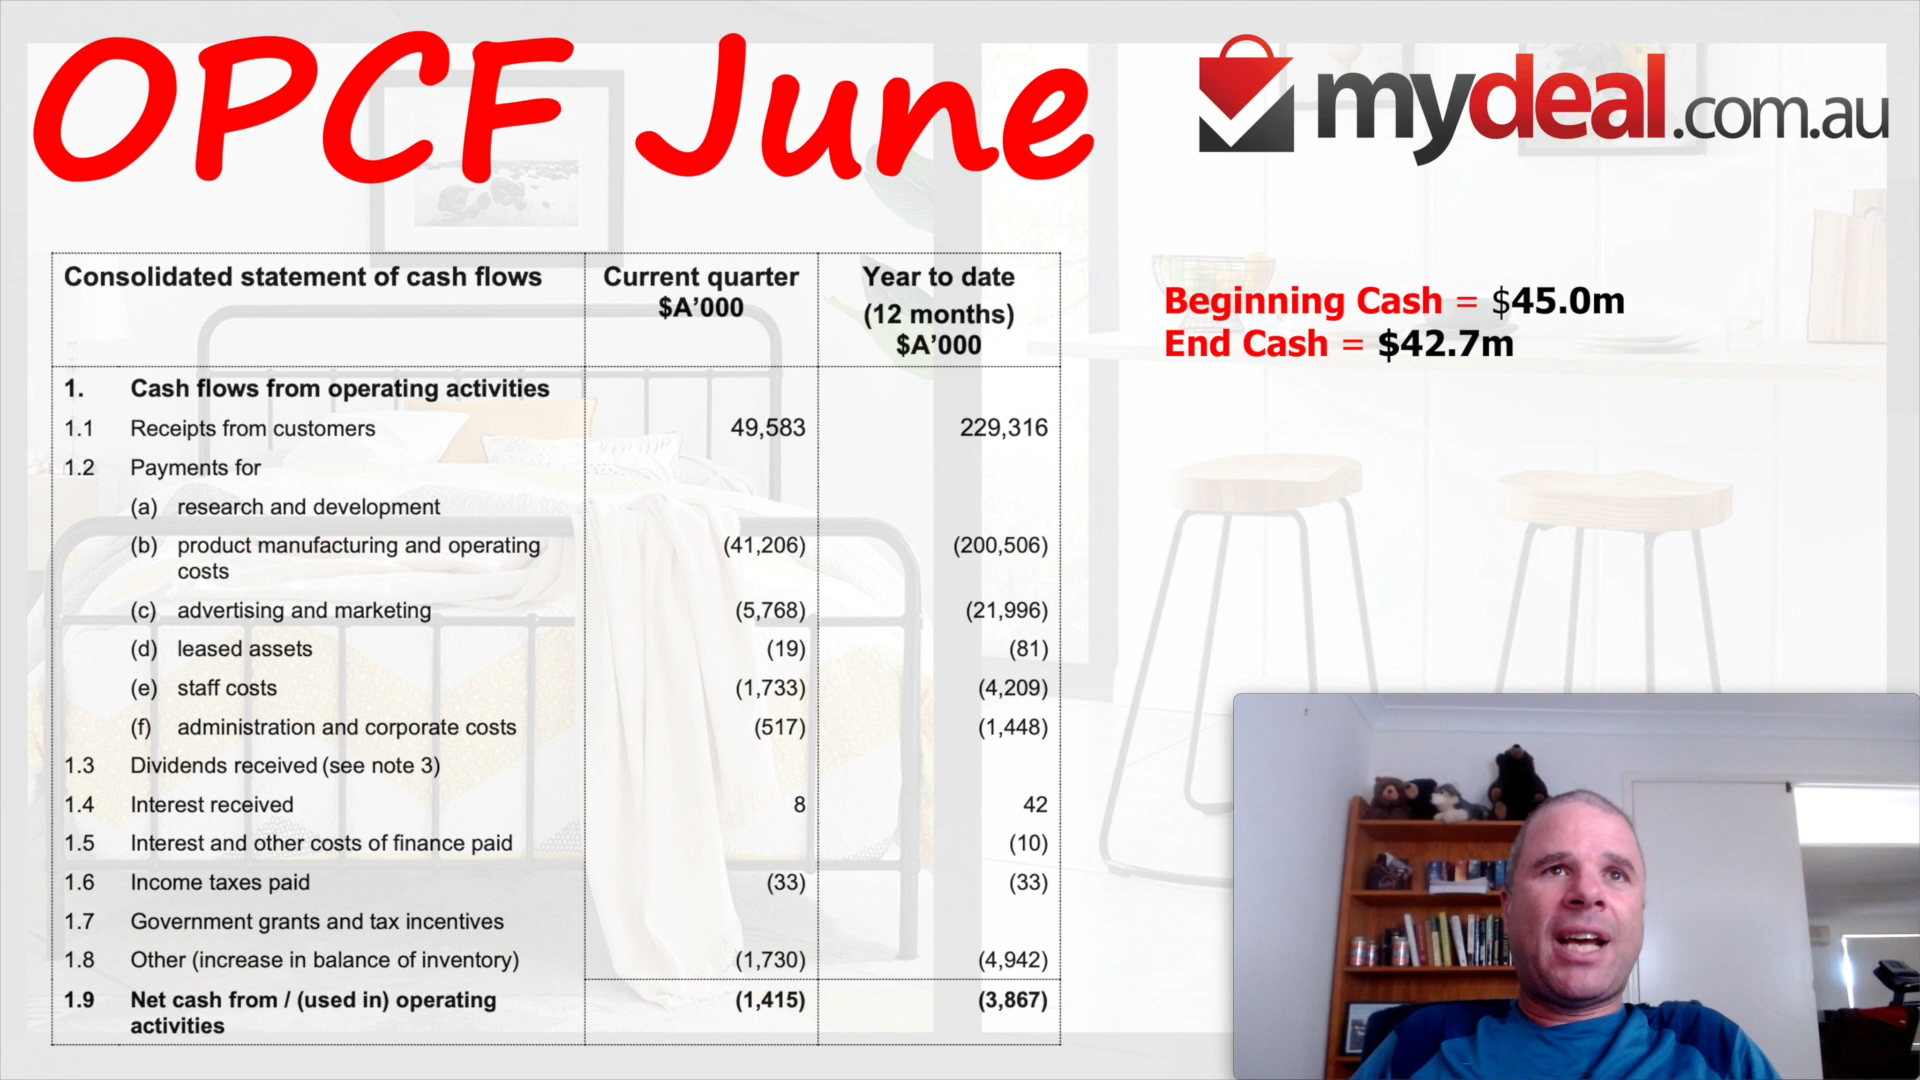 OPCF June
mydeal.com.au
Consolidated statement of cash flows Current quarter $A’000 Year to date (12 months) $A’000
Beginning Cash = $45.0m
End Cash = $42.7m
1. Cash flows from operating activities
1.1 Receipts from customers 49,583 229,316
1.2 Payments for
(a) research and development
(b) product manufacturing and operating costs (41,206) (200,506)
(c) advertising and marketing (5,768) (21,996)
(d) leased assets (19) (81)
(e) staff costs (1,733) (4,209)
(f) administration and corporate costs (517) (1,448)
1.3 Dividends received (see note 3)
1.4 Interest received 8 42
1.5 Interest and other costs of finance paid (10)
1.6 Income taxes paid (33) (33)
1.7 Government grants and tax incentives
1.8 Other (increase in balance of inventory) (1,730) (4,942)
1.9 Net cash from / (used in) operating activities (1,415) (3,867)